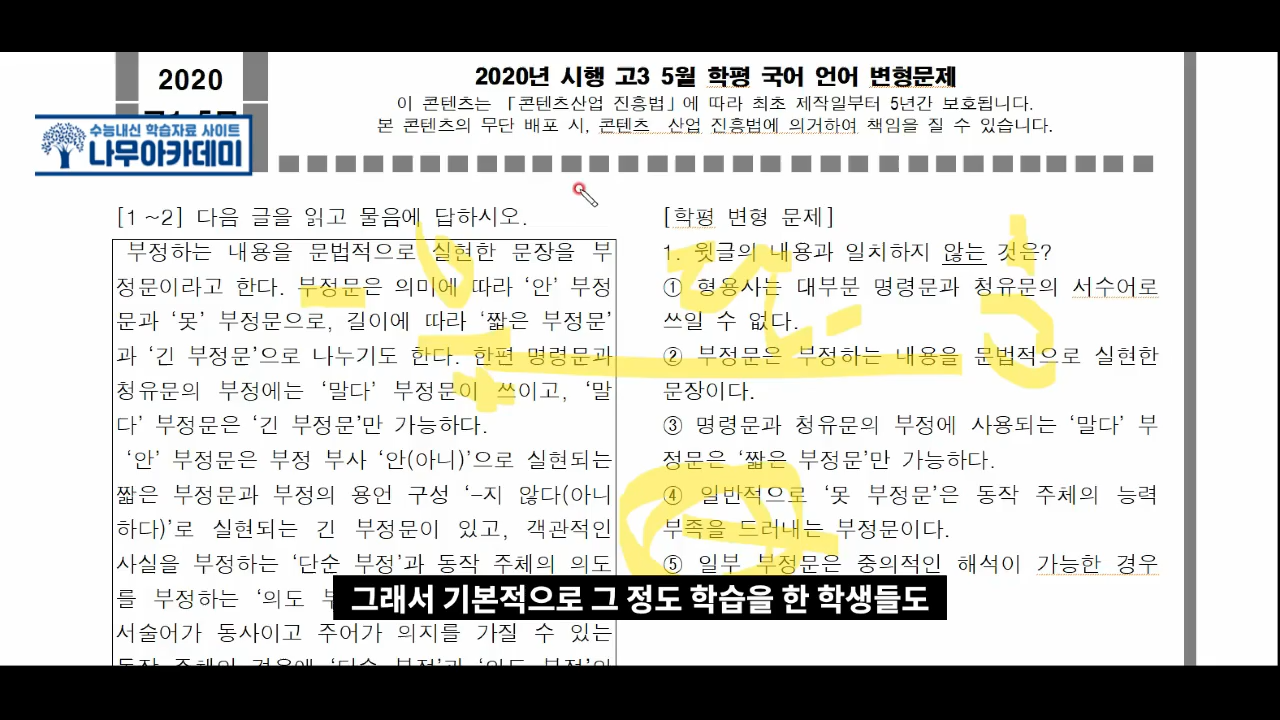 2020
2020년 시행 고3 5월 학평 국어 언어 변형문제
이 콘텐츠는 「콘텐츠산업 진흥법」에 따라 최초 제작일부터 5년간 보호됩니다.
본 콘텐츠의 무단 배포 시, 콘텐츠 산업 진흥법에 의거하여 책임을 질 수 있습니다.
수능내신 학습자료 사이트
나무아카데미
[1 ~2] 다음 글을 읽고 물음에 답하시오.
부정하는 내용을 문법적으로 실현한 문장을 부
정문이라고 한다. 부정문은 의미에 따라 ‘안’ 부정
문과 ‘못’ 부정문으로, 길이에 따라 ‘짧은 부정문’
과 ‘긴 부정문’으로 나누기도 한다. 한편 명령문과
청유문의 부정에는 ‘말다’ 부정문이 쓰이고, ‘말
다’ 부정문은 ‘긴 부정문’만 가능하다.
‘안’ 부정문은 부정 부사 ‘안(아니)’으로 실현되는
짧은 부정문과 부정의 용언 구성 ‘–지 않다(아니
하다)’로 실현되는 긴 부정문이 있고, 객관적인
사실을 부정하는 ‘단순 부정’과 동작 주체의 의도
를 부정하는 ‘의도
서술어가 동사이고 주어가 의지를 가질 수 있는
[학평 변형 문제]
1. 윗글의 내용과 일치하지 않는 것은?
① 형용사는 대부분 명령문과 청유문의 서수어로
쓰일 수 없다.
② 부정문은 부정하는 내용을 문법적으로 실현한
문장이다.
③ 명령문과 청유문의 부정에 사용되는 ‘말다’ 부
정문은 ‘짧은 부정문’만 가능하다.
④ 일반적으로 ‘못 부정문’은 동작 주체의 능력
부족을 드러내는 부정문이다.
⑤ 일부 부정문은 중의적인 해석이 가능한 경우
그래서 기본적으로 그 정도 학습을 한 학생들도